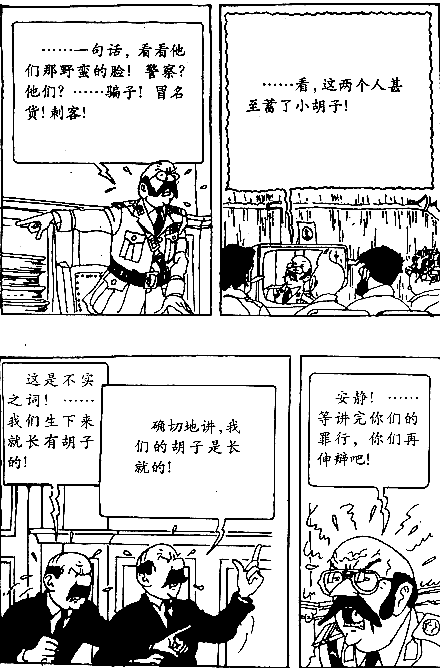 ……一句话，看看他
们那野蛮的脸！警察？
他们？……骗子！冒名
货！刺客！
……看，这两个人甚
至蓄了小胡子！
这是不实
之词！……
我们生下来
就长有胡子
的！
确切地讲，我
们的胡子是长
就的！
安静！……
等讲完你们的
罪行，你们再
伸辩吧！